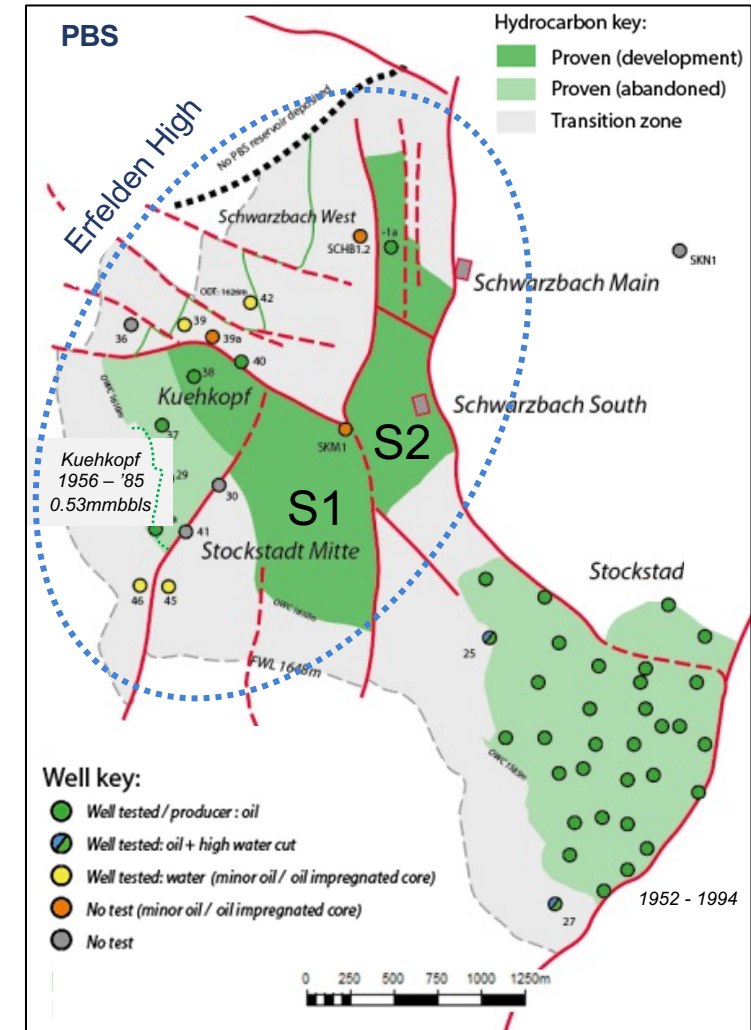 PBS
Hydrocarbon key:
Proven (development)
Proven (abandoned)
Transition zone
Erfelden High
No PBS reservoir deposited
Schwarzbach West
SCHB1.2
-1a
SKN1
Schwarzbach Main
ODT: 1626m
42
39
36
39a
40
38
Kuehkopf
Schwarzbach South
OWC 1610m
37
SKM1
S2
Kuehkopf
1956 – '85
0.53mmbbls
29
30
S1
41
Stockstadt Mitte
Stockstad
46
45
FWL 1648m
25
27
1952 - 1994
Well key:
Well tested / producer : oil
Well tested: oil + high water cut
Well tested: water (minor oil / oil impregnated core)
No test (minor oil / oil impregnated core)
No test
0 250 500 750 1000 1250m